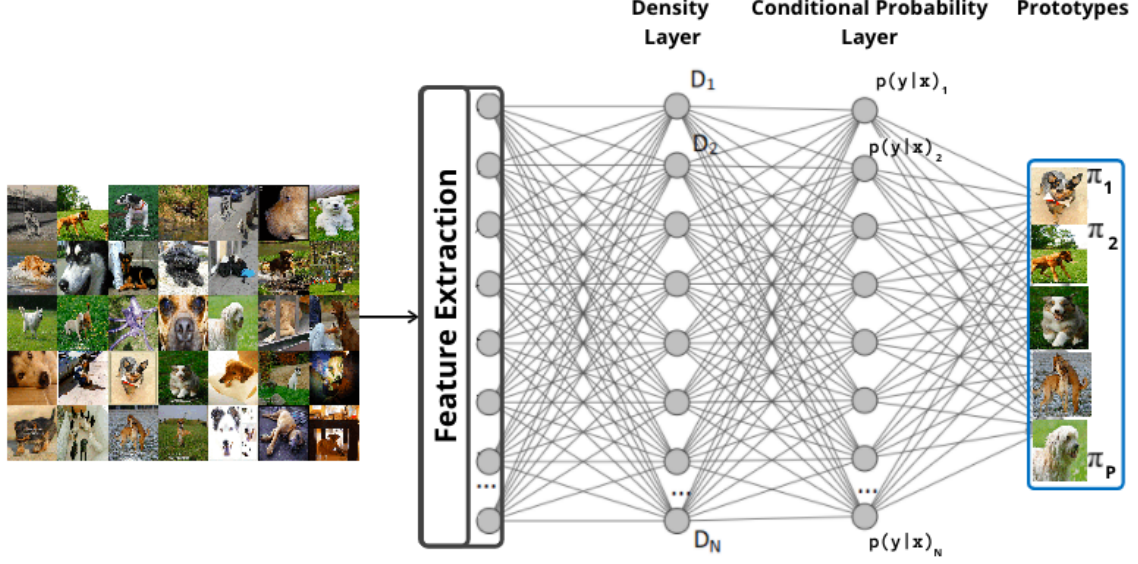 Density
Layer
Conditional Probability
Layer
Prototypes
Feature Extraction
D1
D2
...
...
DN
p(y|x)1
p(y|x)2
...
p(y|x)N
π1
π2
πP